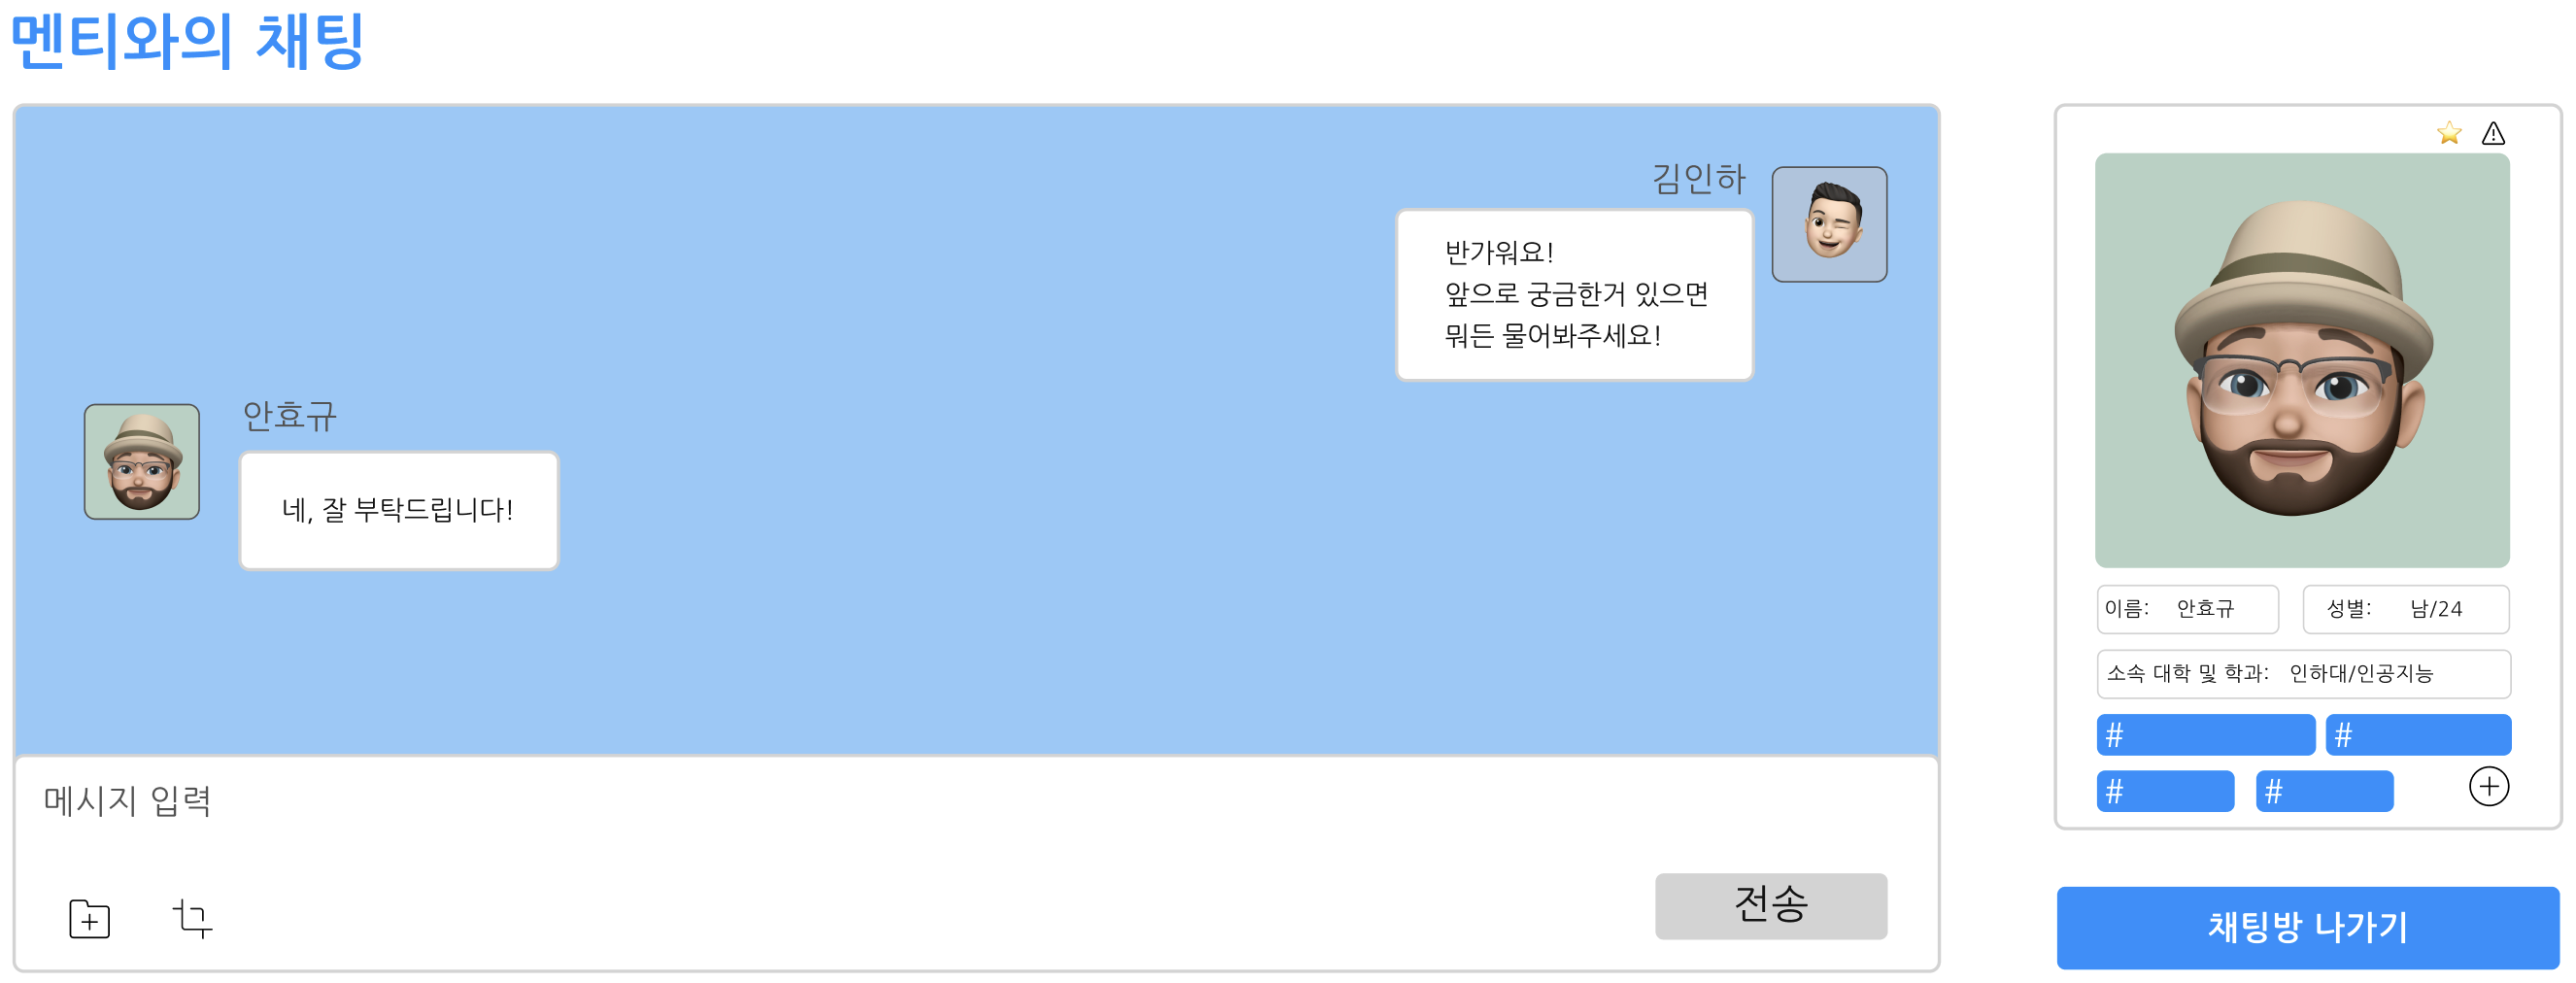 멘티와의 채팅
김인하
반가워요!
앞으로 궁금한거 있으면
뭐든 물어봐주세요!
안효규
네, 잘 부탁드립니다!
메시지 입력
전송
이름: 안효규
성별: 남/24
소속 대학 및 학과: 인하대/인공지능
# #
# #
채팅방 나가기